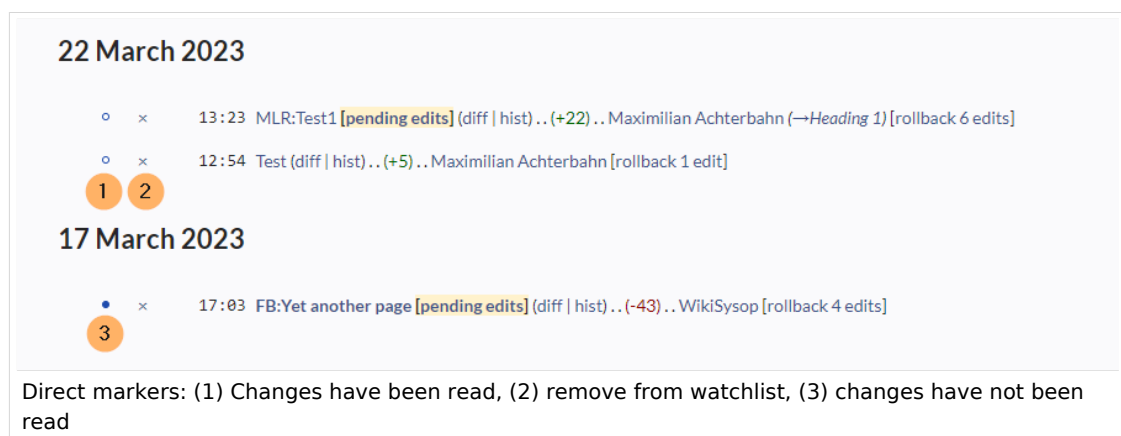 22 March 2023
× 13:23 MLR:Test1 [pending edits] (diff | hist) . . (+22) . . Maximilian Achterbahn (→Heading 1) [rollback 6 edits]
× 12:54 Test (diff | hist) . . (+5) . . Maximilian Achterbahn [rollback 1 edit]
1 2
17 March 2023
× 17:03 FB:Yet another page [pending edits] (diff | hist) . . (-43) . . WikiSysop [rollback 4 edits]
3
Direct markers: (1) Changes have been read, (2) remove from watchlist, (3) changes have not been
read